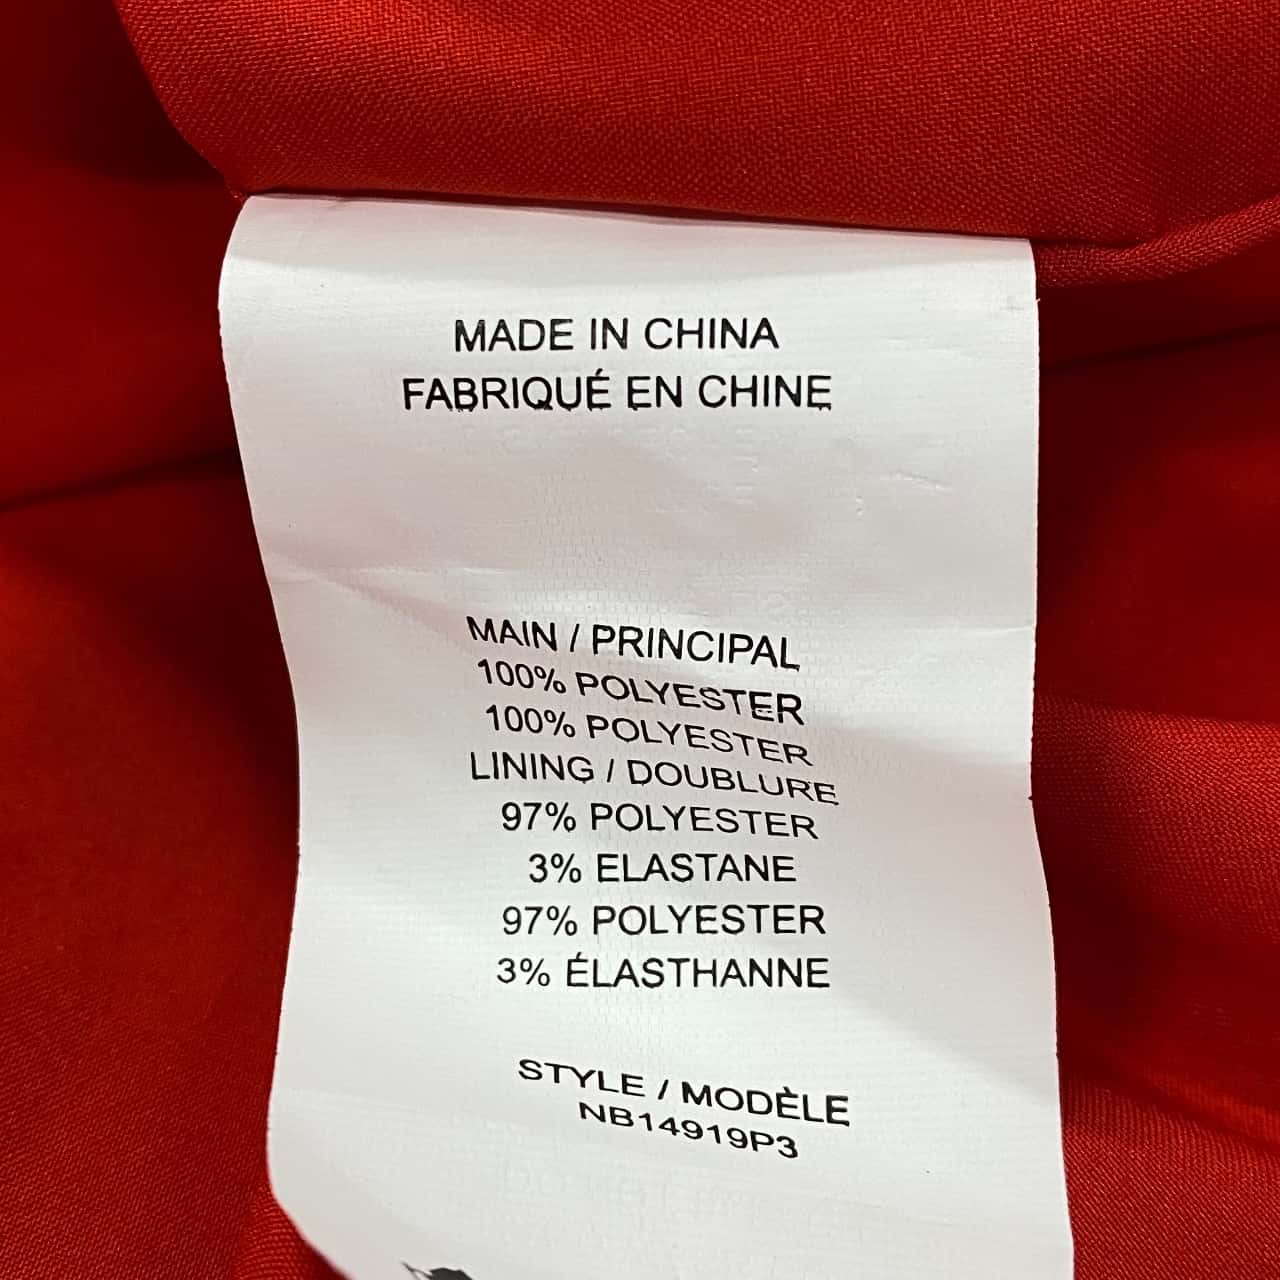 MADE IN CHINA
FABRIQUÉ EN CHINE
MAIN / PRINCIPAL
100% POLYESTER
100% POLYESTER
LINING / DOUBLURE
97% POLYESTER
3% ELASTANE
97% POLYESTER
3% ÉLASTHANNE
STYLE / MODÈLE
NB14919P3